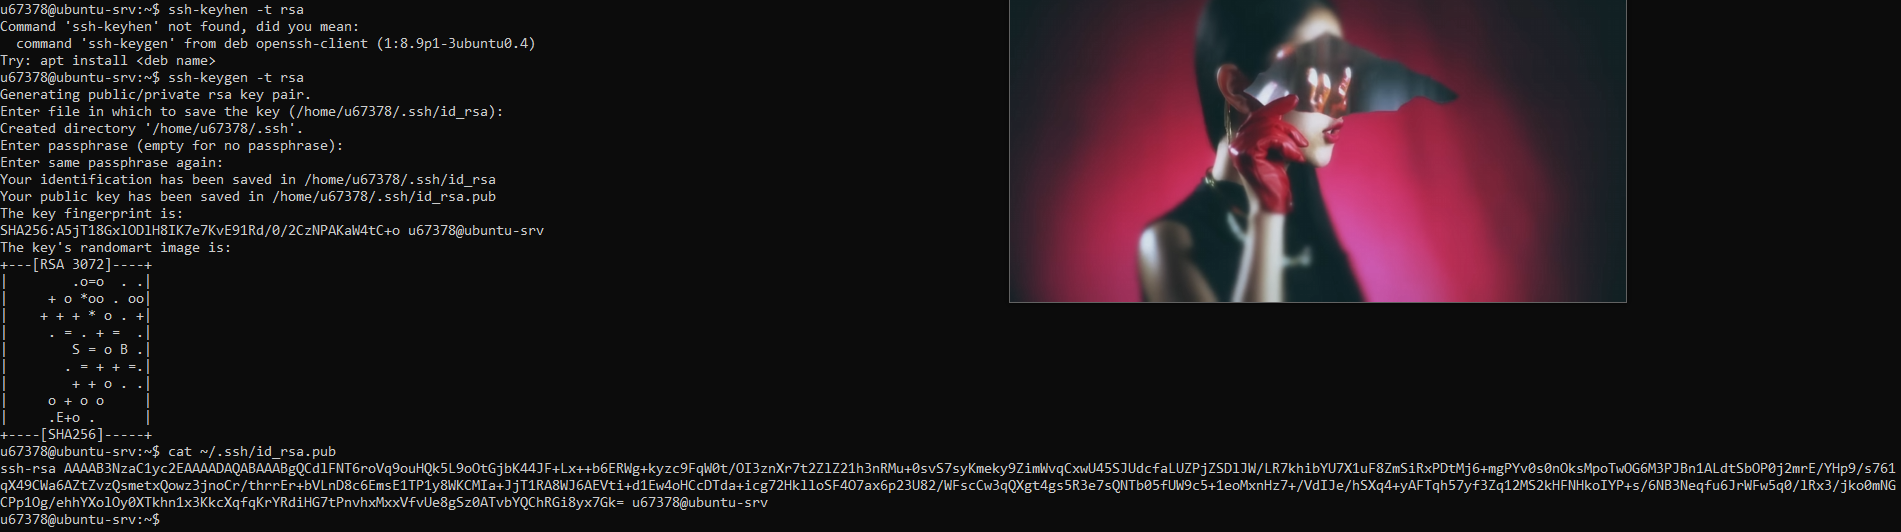 u67378@ubuntu-srv:~$ ssh-keyhen -t rsa
Command 'ssh-keyhen' not found, did you mean:
  command 'ssh-keygen' from deb openssh-client (1:8.9p1-3ubuntu0.4)
Try: apt install <deb name>
u67378@ubuntu-srv:~$ ssh-keygen -t rsa
Generating public/private rsa key pair.
Enter file in which to save the key (/home/u67378/.ssh/id_rsa):
Created directory '/home/u67378/.ssh'.
Enter passphrase (empty for no passphrase):
Enter same passphrase again:
Your identification has been saved in /home/u67378/.ssh/id_rsa
Your public key has been saved in /home/u67378/.ssh/id_rsa.pub
The key fingerprint is:
SHA256:A5jT18GxlODlH8IK7e7KvE91Rd/0/2CzNPAKaW4tC+o u67378@ubuntu-srv
The key's randomart image is:
+---[RSA 3072]----+
|        .o=o  . .|
|     + o *oo . oo|
|    + + + * o . +|
|     . = . + =  .|
|        S = o B .|
|       . = + + =.|
|        + + o . .|
|     o + o o     |
|     .E+o .      |
+----[SHA256]-----+
u67378@ubuntu-srv:~$ cat ~/.ssh/id_rsa.pub
ssh-rsa AAAAB3NzaC1yc2EAAAADAQABAAABgQCdlFNT6roVq9ouHQk5L9oOtGjbK44JF+Lx++b6ERWg+kyzc9FqW0t/OI3znXr7t2ZlZ21h3nRMu+0svS7syKmeky9ZimWvqCxwU45SJUdcfaLUZPjZSDlJW/LR7khibYU7X1uF8ZmSiRxPDtMj6+mgPYv0s0nOksMpoTwOG6M3PJBn1ALdtSbOP0j2mrE/YHp9/s761
qX49CWa6AZtZvzQsmetxQowz3jnoCr/thrrEr+bVLnD8c6EmsE1TP1y8WKCMIa+JjT1RA8WJ6AEVti+d1Ew4oHCcDTda+icg72HklloSF4O7ax6p23U82/WFscCw3qQXgt4gs5R3e7sQNTb05fUW9c5+1eoMxnHz7+/VdIJe/hSXq4+yAFTqh57yf3Zq12MS2kHFNHkoIYP+s/6NB3Neqfu6JrWFw5q0/lRx3/jko0mNG
CPp1Og/ehhYXolOy0XTkhn1x3KkcXqfqKrYRdiHG7tPnvhxMxxVfvUe8gSz0ATvbYQChRGi8yx7Gk= u67378@ubuntu-srv
u67378@ubuntu-srv:~$